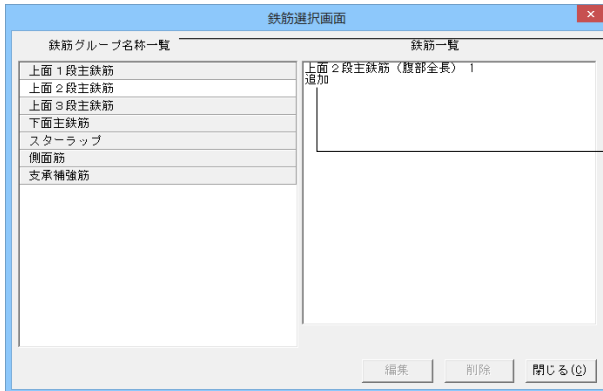 鉄筋選択画面
鉄筋グループ名称一覧
鉄筋一覧
上面１段主鉄筋
上面２段主鉄筋
上面３段主鉄筋
下面主鉄筋
スターラップ
側面筋
支承補強筋
上面２段主鉄筋（腹部全長） 1
追加
編集
削除
閉じる(C)